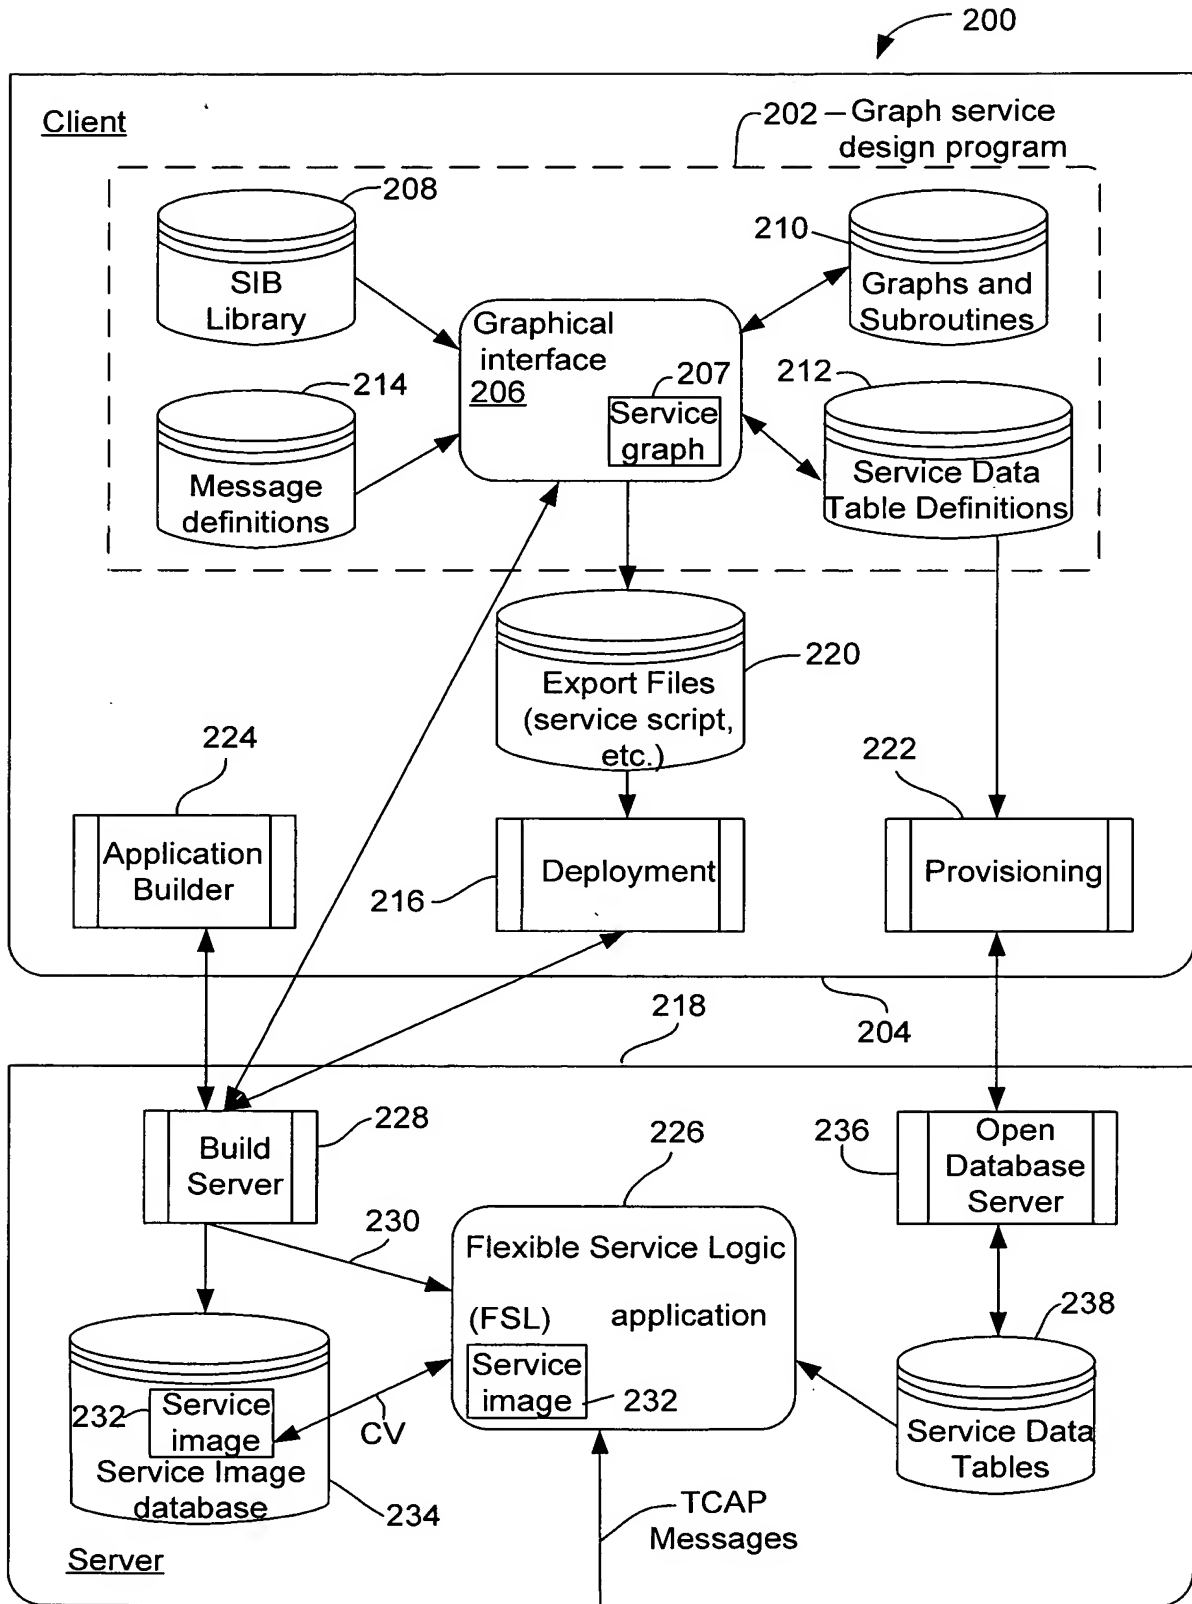 200
Client
202
Graph service
design program
208
SIB
Library
210
Graphs and
Subroutines
Graphical
interface
206
207
Service
graph
214
Message
definitions
212
Service Data
Table Definitions
220
Export Files
(service script,
etc.)
224
Application
Builder
216
Deployment
222
Provisioning
204
218
228
Build
Server
230
226
Flexible Service Logic
(FSL) application
Service
image
232
236
Open
Database
Server
238
Service Data
Tables
232
Service
image
CV
Service Image
database
234
TCAP
Messages
Server